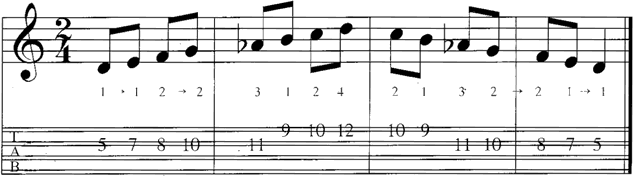 2
4
1 → 1 2 → 2 3 1 2 4 2 1 3 2 → 2 1 → 1
T 9 10 12 10 9
A 5 7 8 10 11 11 10 8 7 5
B